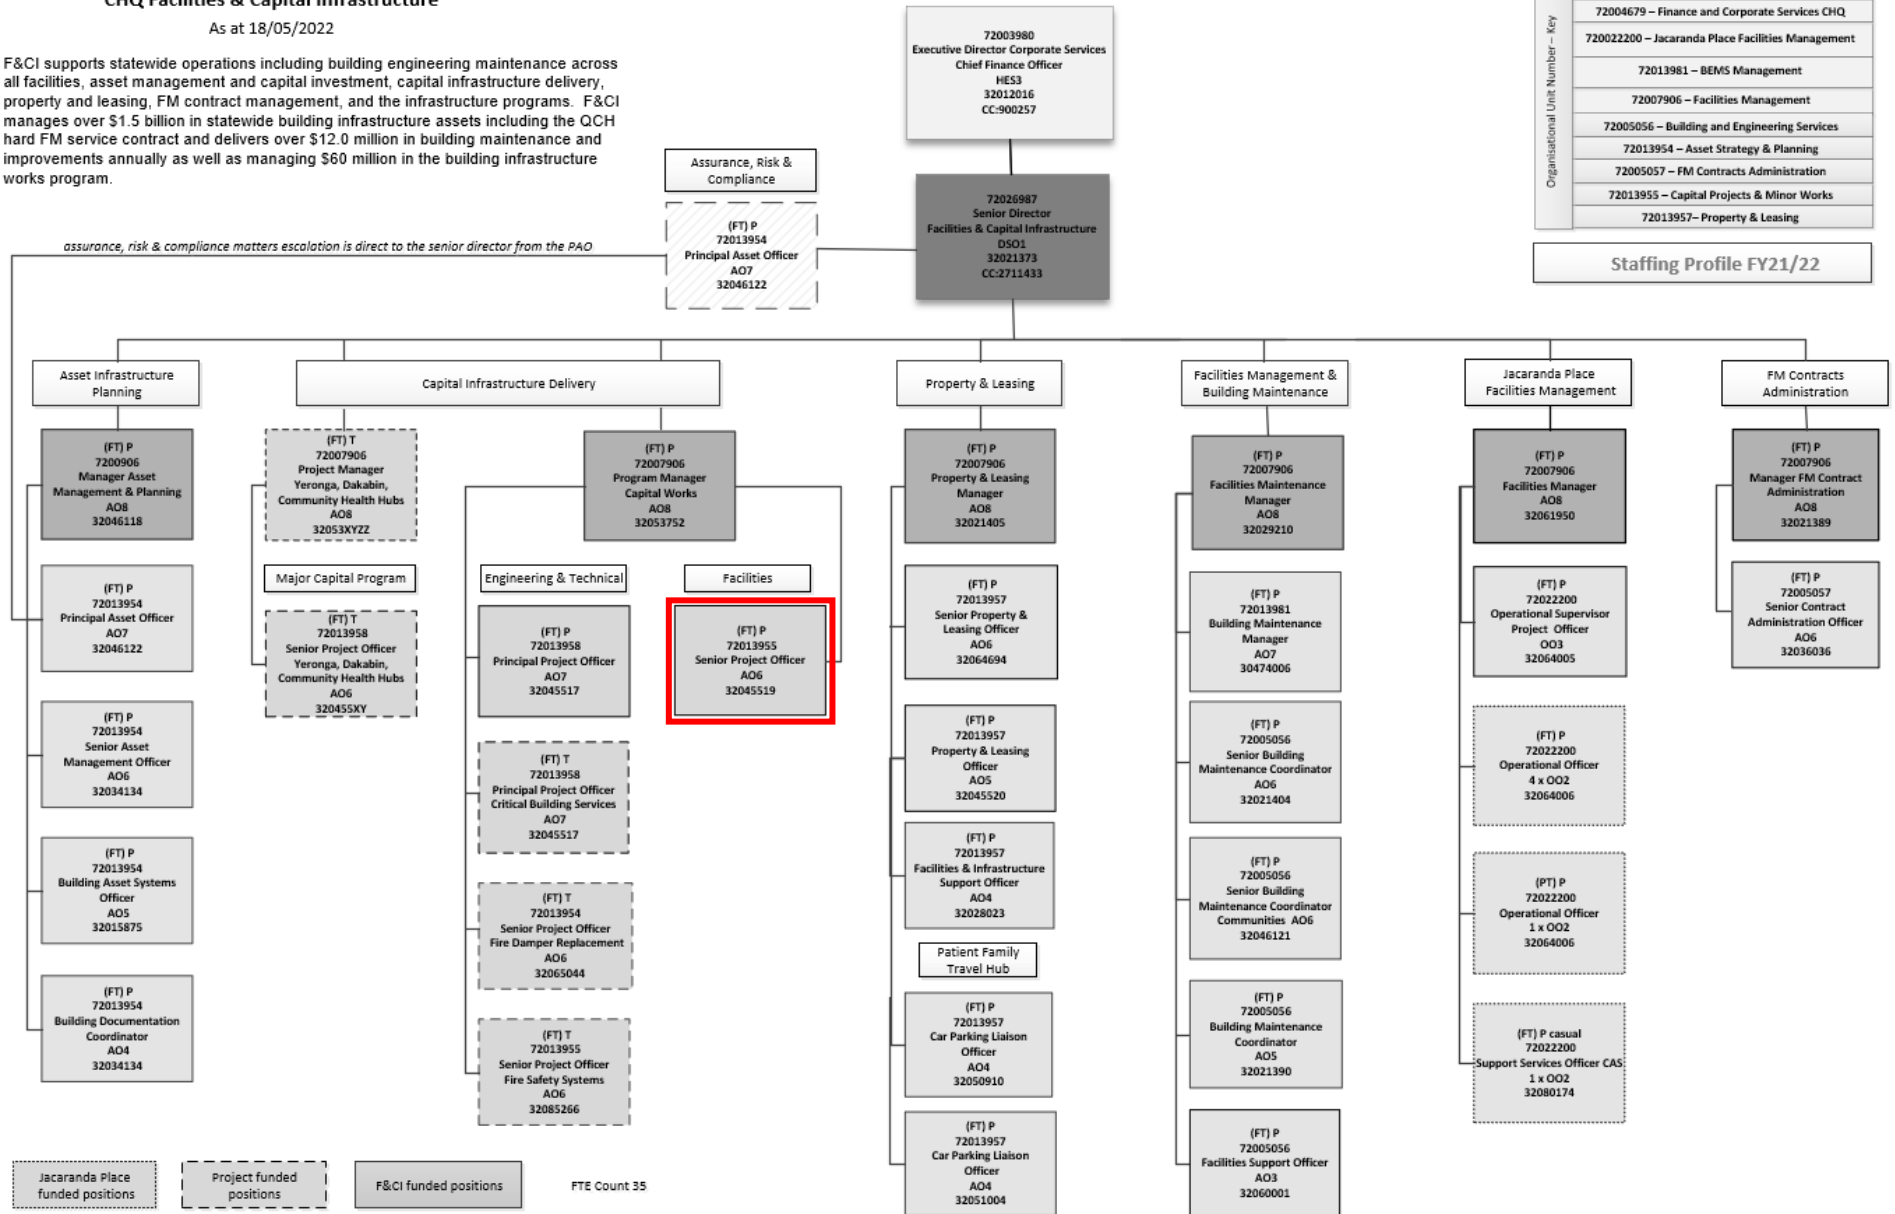 CHQ Facilities & Capital Infrastructure
As at 18/05/2022
F&CI supports statewide operations including building engineering maintenance across
all facilities, asset management and capital investment, capital infrastructure delivery,
property and leasing, FM contract management, and the infrastructure programs. F&CI
manages over $1.5 billion in statewide building infrastructure assets including the QCH
hard FM service contract and delivers over $12.0 million in building maintenance and
improvements annually as well as managing $60 million in the building infrastructure
works program.
72003980
Executive Director Corporate Services
Chief Finance Officer
HES3
32012016
CC:900257
Organisational Unit Number – Key
72004679 – Finance and Corporate Services CHQ
720022200 – Jacaranda Place Facilities Management
72013981 – BEMS Management
72007906 – Facilities Management
72005056 – Building and Engineering Services
72013954 – Asset Strategy & Planning
72005057 – FM Contracts Administration
72013955 – Capital Projects & Minor Works
72013957– Property & Leasing
Staffing Profile FY21/22
Assurance, Risk &
Compliance
(FT) P
72013954
Principal Asset Officer
AO7
32046122
72026987
Senior Director
Facilities & Capital Infrastructure
DSO1
32021373
CC:2711433
assurance, risk & compliance matters escalation is direct to the senior director from the PAO
Asset Infrastructure
Planning
(FT) P
7200906
Manager Asset
Management & Planning
AO8
32046118
(FT) P
72013954
Principal Asset Officer
AO7
32046122
(FT) P
72013954
Senior Asset
Management Officer
AO6
32034134
(FT) P
72013954
Building Asset Systems
Officer
AO5
32015875
(FT) P
72013954
Building Documentation
Coordinator
AO4
32034134
Capital Infrastructure Delivery
(FT) T
72007906
Project Manager
Yeronga, Dakabin,
Community Health Hubs
AO8
32053XYZZ
Major Capital Program
(FT) T
72013958
Senior Project Officer
Yeronga, Dakabin,
Community Health Hubs
AO6
320455XY
(FT) P
72007906
Program Manager
Capital Works
AO8
32053752
Engineering & Technical
(FT) P
72013958
Principal Project Officer
AO7
32045517
(FT) T
72013958
Principal Project Officer
Critical Building Services
AO7
32045517
(FT) T
72013954
Senior Project Officer
Fire Damper Replacement
AO6
32065044
(FT) T
72013955
Senior Project Officer
Fire Safety Systems
AO6
32085266
Facilities
(FT) P
72013955
Senior Project Officer
AO6
32045519
Property & Leasing
(FT) P
72007906
Property & Leasing
Manager
AO8
32021405
(FT) P
72013957
Senior Property &
Leasing Officer
AO6
32064694
(FT) P
72013957
Property & Leasing
Officer
AO5
32045520
(FT) P
72013957
Facilities & Infrastructure
Support Officer
AO4
32028023
Patient Family
Travel Hub
(FT) P
72013957
Car Parking Liaison
Officer
AO4
32050910
(FT) P
72013957
Car Parking Liaison
Officer
AO4
32051004
Facilities Management &
Building Maintenance
(FT) P
72007906
Facilities Maintenance
Manager
AO8
32029210
(FT) P
72013981
Building Maintenance
Manager
AO7
30474006
(FT) P
72005056
Senior Building
Maintenance Coordinator
AO6
32021404
(FT) P
72005056
Senior Building
Maintenance Coordinator
Communities AO6
32046121
(FT) P
72005056
Building Maintenance
Coordinator
AO5
32021390
(FT) P
72005056
Facilities Support Officer
AO3
32060001
Jacaranda Place
Facilities Management
(FT) P
72007906
Facilities Manager
AO8
32061950
(FT) P
72022200
Operational Supervisor
Project Officer
OO3
32064005
(FT) P
72022200
Operational Officer
4 x OO2
32064006
(PT) P
72022200
Operational Officer
1 x OO2
32064006
(FT) P casual
72022200
Support Services Officer CAS
1 x OO2
32080174
FM Contracts
Administration
(FT) P
72007906
Manager FM Contract
Administration
AO8
32021389
(FT) P
72005057
Senior Contract
Administration Officer
AO6
32036036
Jacaranda Place
funded positions
Project funded
positions
F&CI funded positions
FTE Count 35